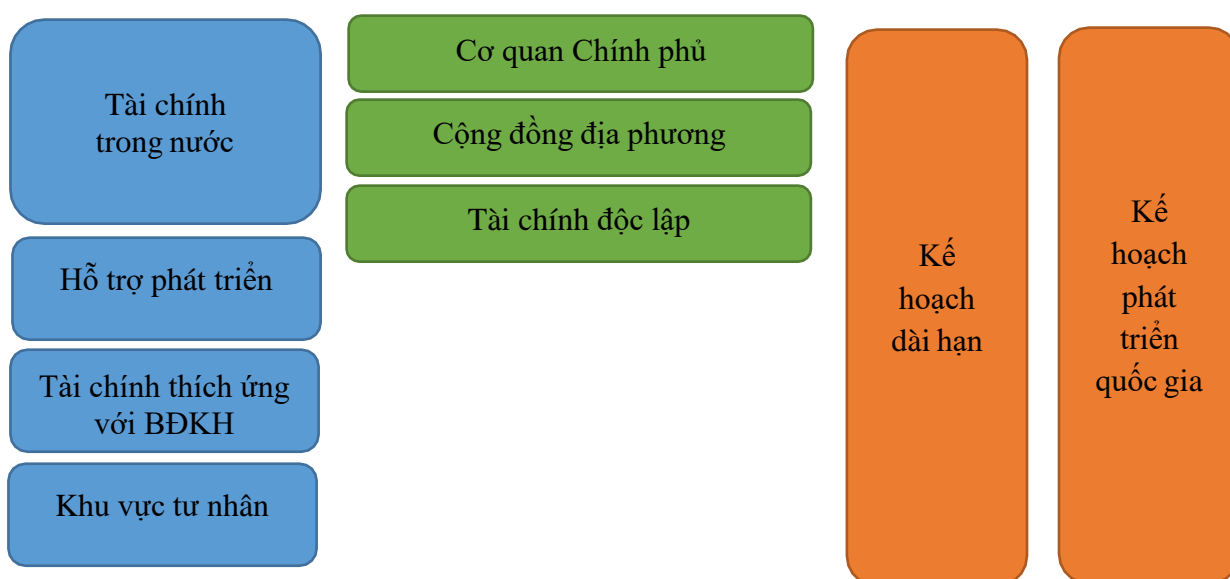 Tài chính
trong nước
Hỗ trợ phát triển
Tài chính thích ứng
với BĐKH
Khu vực tư nhân
Cơ quan Chính phủ
Cộng đồng địa phương
Tài chính độc lập
Kế
hoạch
dài hạn
Kế
hoạch
phát
triển
quốc gia